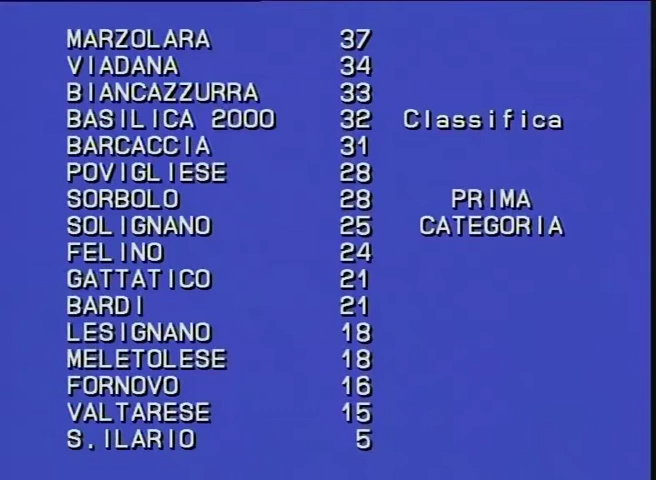 MARZOLARA 37
VIADANA 34
BIANCAZZURRA 33
BASILICA 2000 32 Classifica
BARCACCIA 31
POVIGLIESE 28
SORBOLO 28 PRIMA
SOLIGNANO 25 CATEGORIA
FELINO 24
GATTATICO 21
BARDI 21
LESIGNANO 18
MELETOLESE 18
FORNOVO 16
VALTARESE 15
S.ILARIO 5